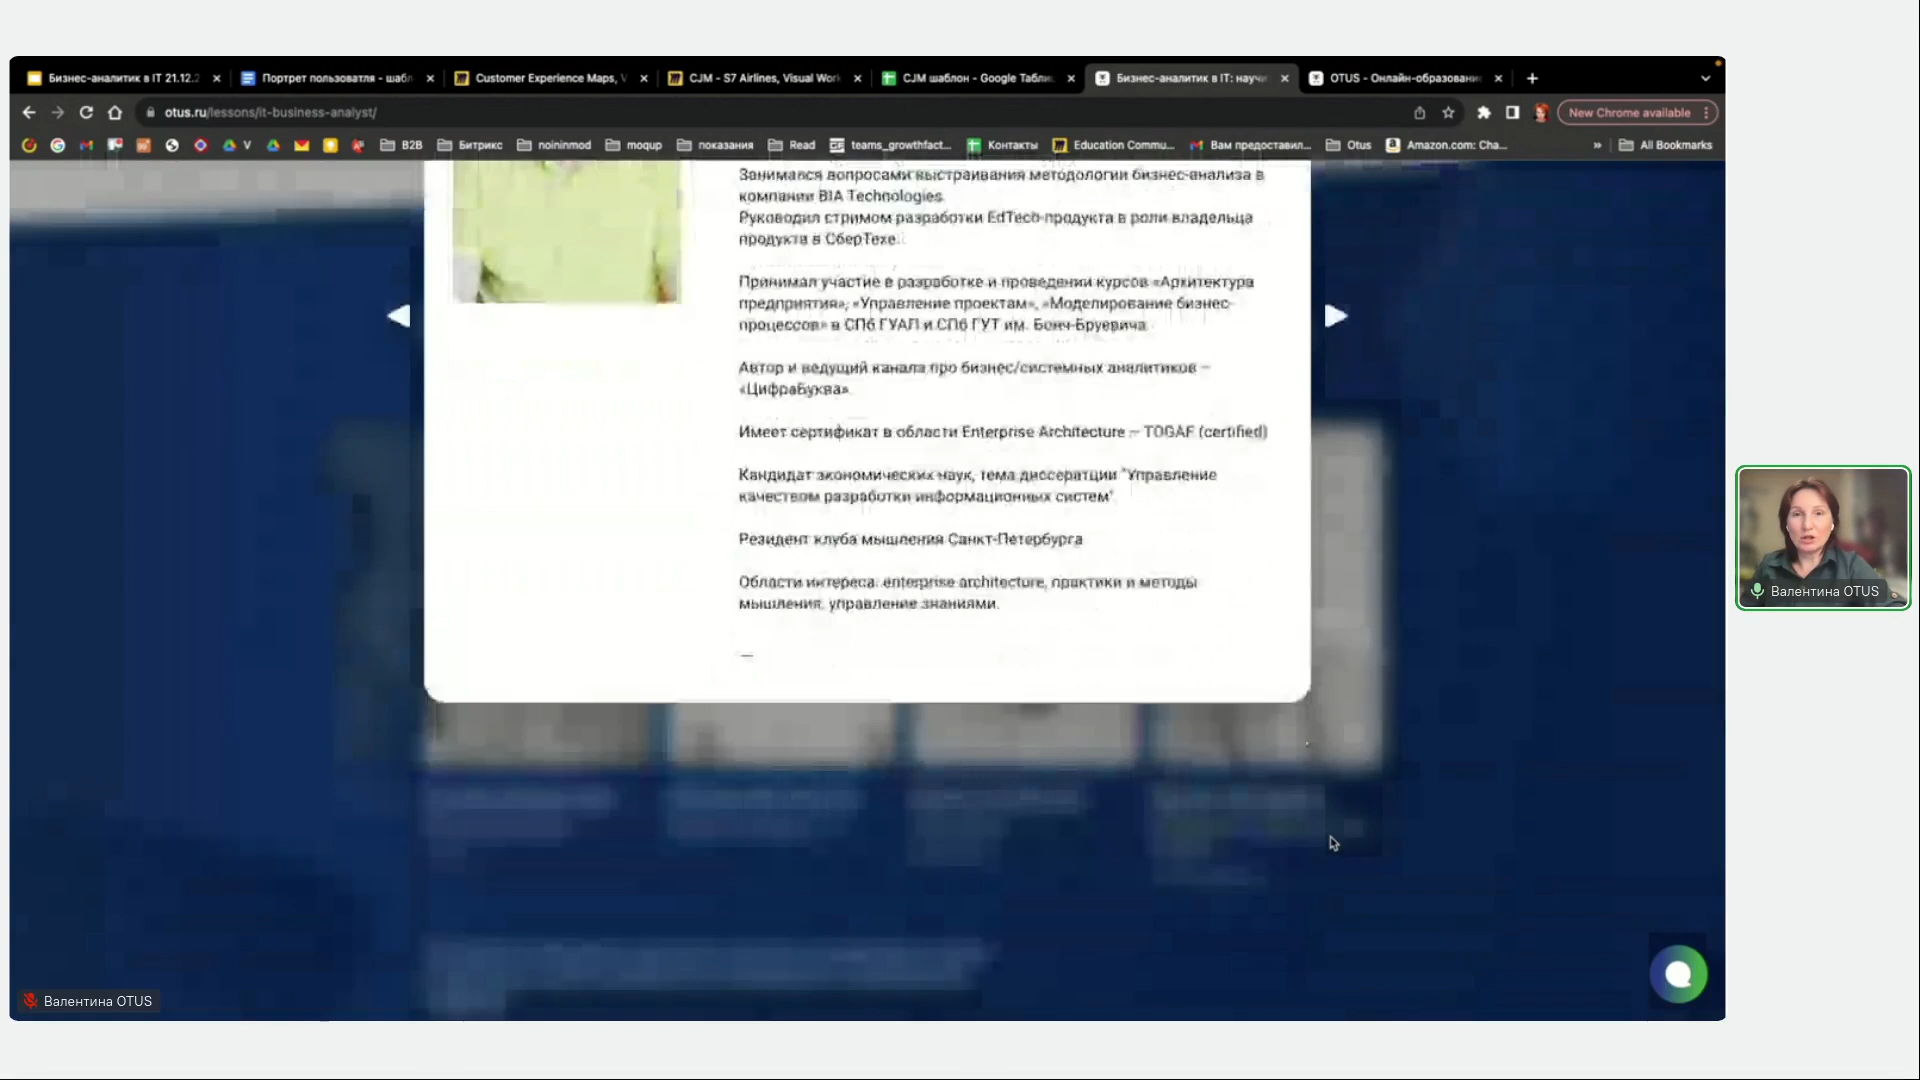 Бизнес-аналитик в IT 21.12.2
Портрет пользователя - шабл
Customer Experience Maps, V
CJM - S7 Airlines, Visual Wor
CJM шаблон - Google Табли
Бизнес-аналитик в IT: научи
OTUS - Онлайн-образовани
otus.ru/lessons/it-business-analyst/
New Chrome available
V
B2B
Битрикс
noininmod
moqup
показания
Read
teams_growthfact...
Контакты
Education Commu...
Вам предоставил...
Otus
Amazon.com: Cha...
»
All Bookmarks
Занимался вопросами выстраивания методологии бизнес-анализа в
компании BIA Technologies.
Руководил стримом разработки EdTech-продукта в роли владельца
продукта в СберТехе.
Принимал участие в разработке и проведении курсов «Архитектура
предприятия», «Управление проектам», «Моделирование бизнес-
процессов» в СПб ГУАП и СПб ГУТ им. Бонч-Бруевича.
Автор и ведущий канала про бизнес/системных аналитиков –
«ЦифраБуква».
Имеет сертификат в области Enterprise Architecture – TOGAF (certified)
Кандидат экономических наук, тема диссератции "Управление
качеством разработки информационных систем"
Резидент клуба мышления Санкт-Петербурга
Области интереса: enterprise architecture, практики и методы
мышления, управление знаниями.
—
Валентина OTUS
Валентина OTUS